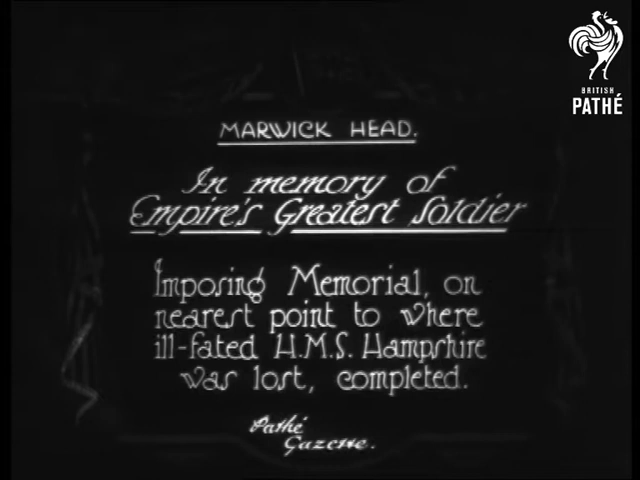 BRITISH
PATHÉ
MARWICK HEAD.
In memory of
Empire's Greatest Soldier
Imposing Memorial, on
nearest point to where
ill-fated H.M.S. Hampshire
was lost, completed.
Pathé
Gazette.